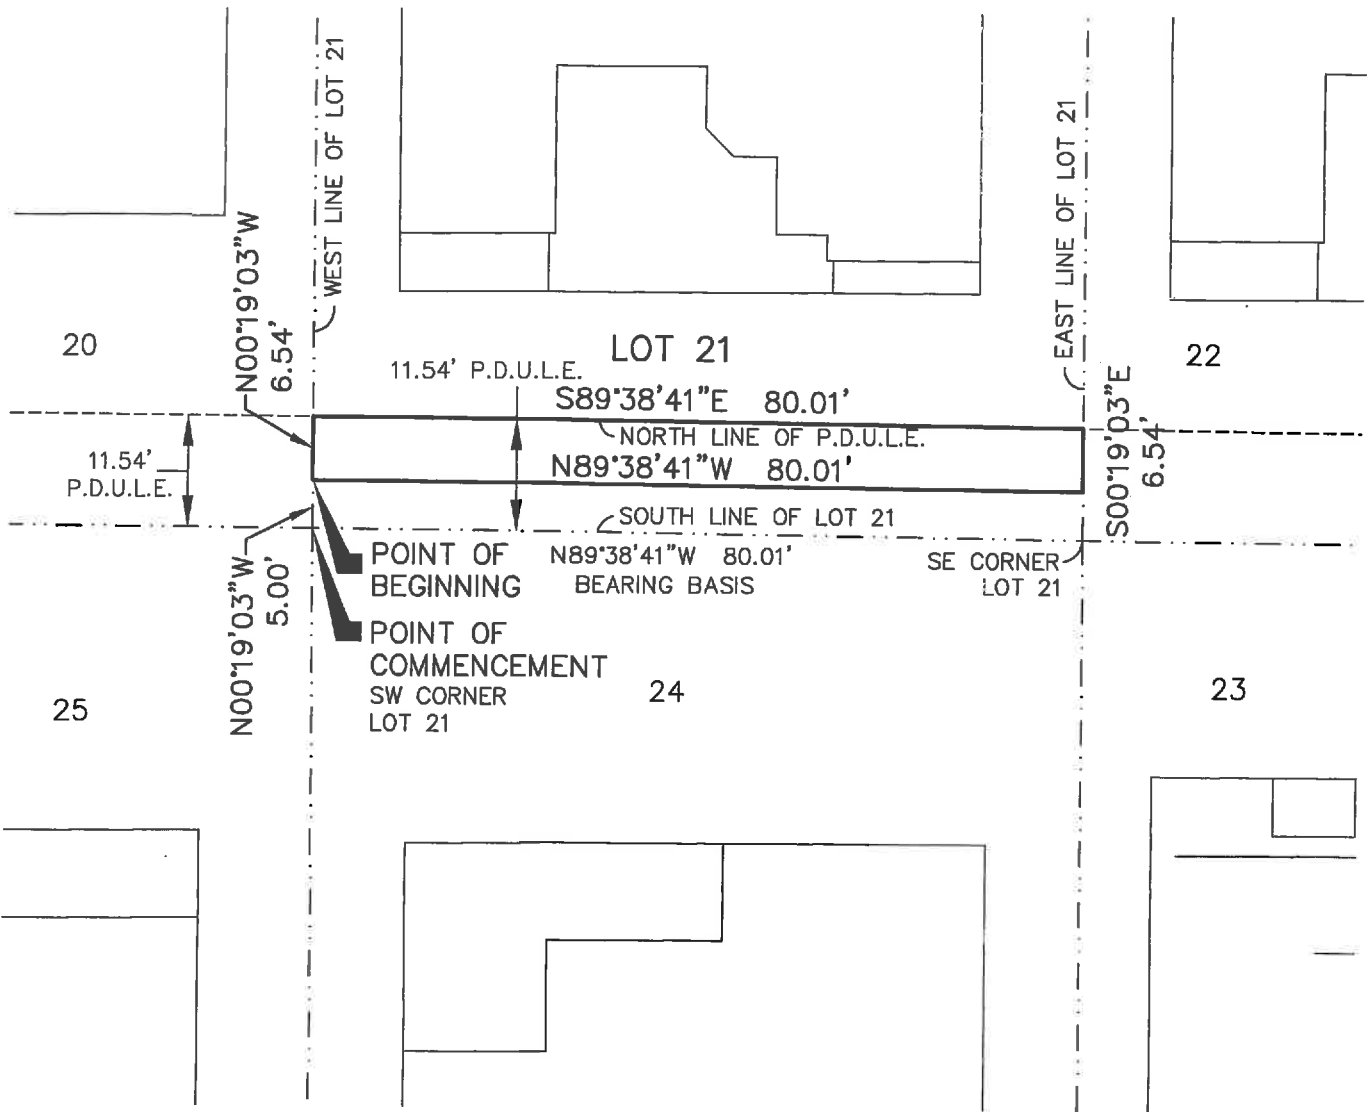 WEST LINE OF LOT 21
EAST LINE OF LOT 21
N00°19'03"W
6.54'
20
LOT 21
22
11.54' P.D.U.L.E.
S89°38'41"E 80.01'
NORTH LINE OF P.D.U.L.E.
N89°38'41"W 80.01'
S00°19'03"E
6.54'
11.54'
P.D.U.L.E.
SOUTH LINE OF LOT 21
N89°38'41"W 80.01'
BEARING BASIS
SE CORNER
LOT 21
POINT OF
BEGINNING
N00°19'03"W
5.00'
POINT OF
COMMENCEMENT
SW CORNER
LOT 21
25
24
23